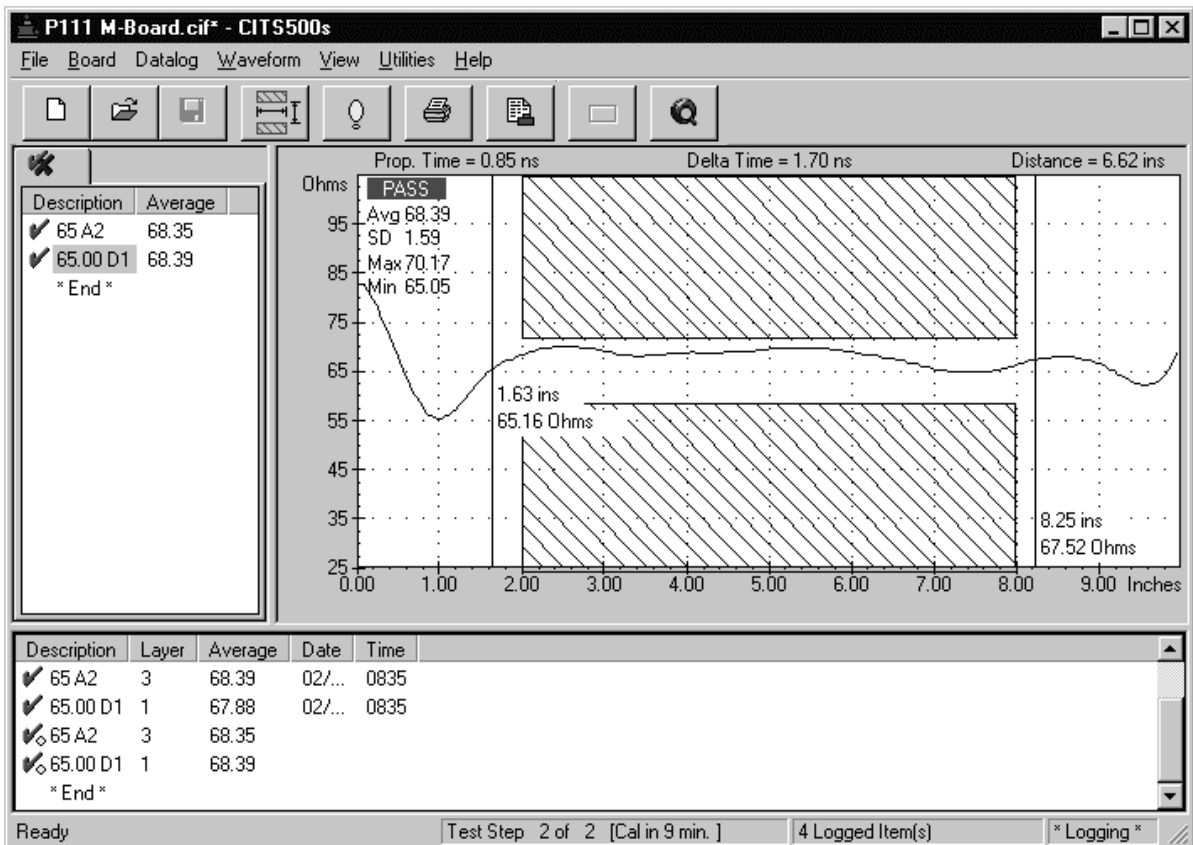 P111 M-Board.cif* - CITS500s
File Board Datalog Waveform View Utilities Help
Description Average
65 A2 68.35
65.00 D1 68.39
* End *
Prop. Time = 0.85 ns Delta Time = 1.70 ns Distance = 6.62 ins
Ohms
PASS
Avg 68.39
SD 1.59
Max 70.17
Min 65.05
95
85
75
65
55
45
35
25
1.63 ins
65.16 Ohms
8.25 ins
67.52 Ohms
0.00 1.00 2.00 3.00 4.00 5.00 6.00 7.00 8.00 9.00 Inches
Description Layer Average Date Time
65 A2 3 68.39 02/... 0835
65.00 D1 1 67.88 02/... 0835
65 A2 3 68.35
65.00 D1 1 68.39
* End *
Ready Test Step 2 of 2 [Cal in 9 min. ] 4 Logged Item(s) * Logging *